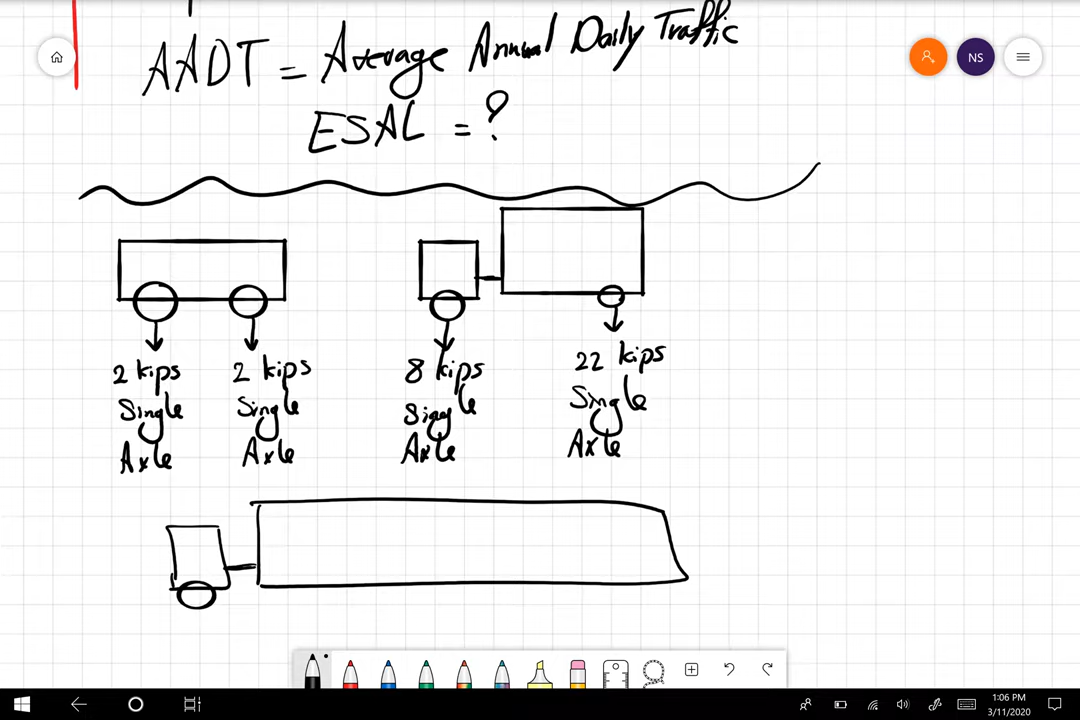 AADT = Average Annual Daily Traffic
ESAL = ?
2 kips
Single
Axle
2 kips
Single
Axle
8 kips
Single
Axle
22 kips
Single
Axle
NS
1:06 PM
3/11/2020